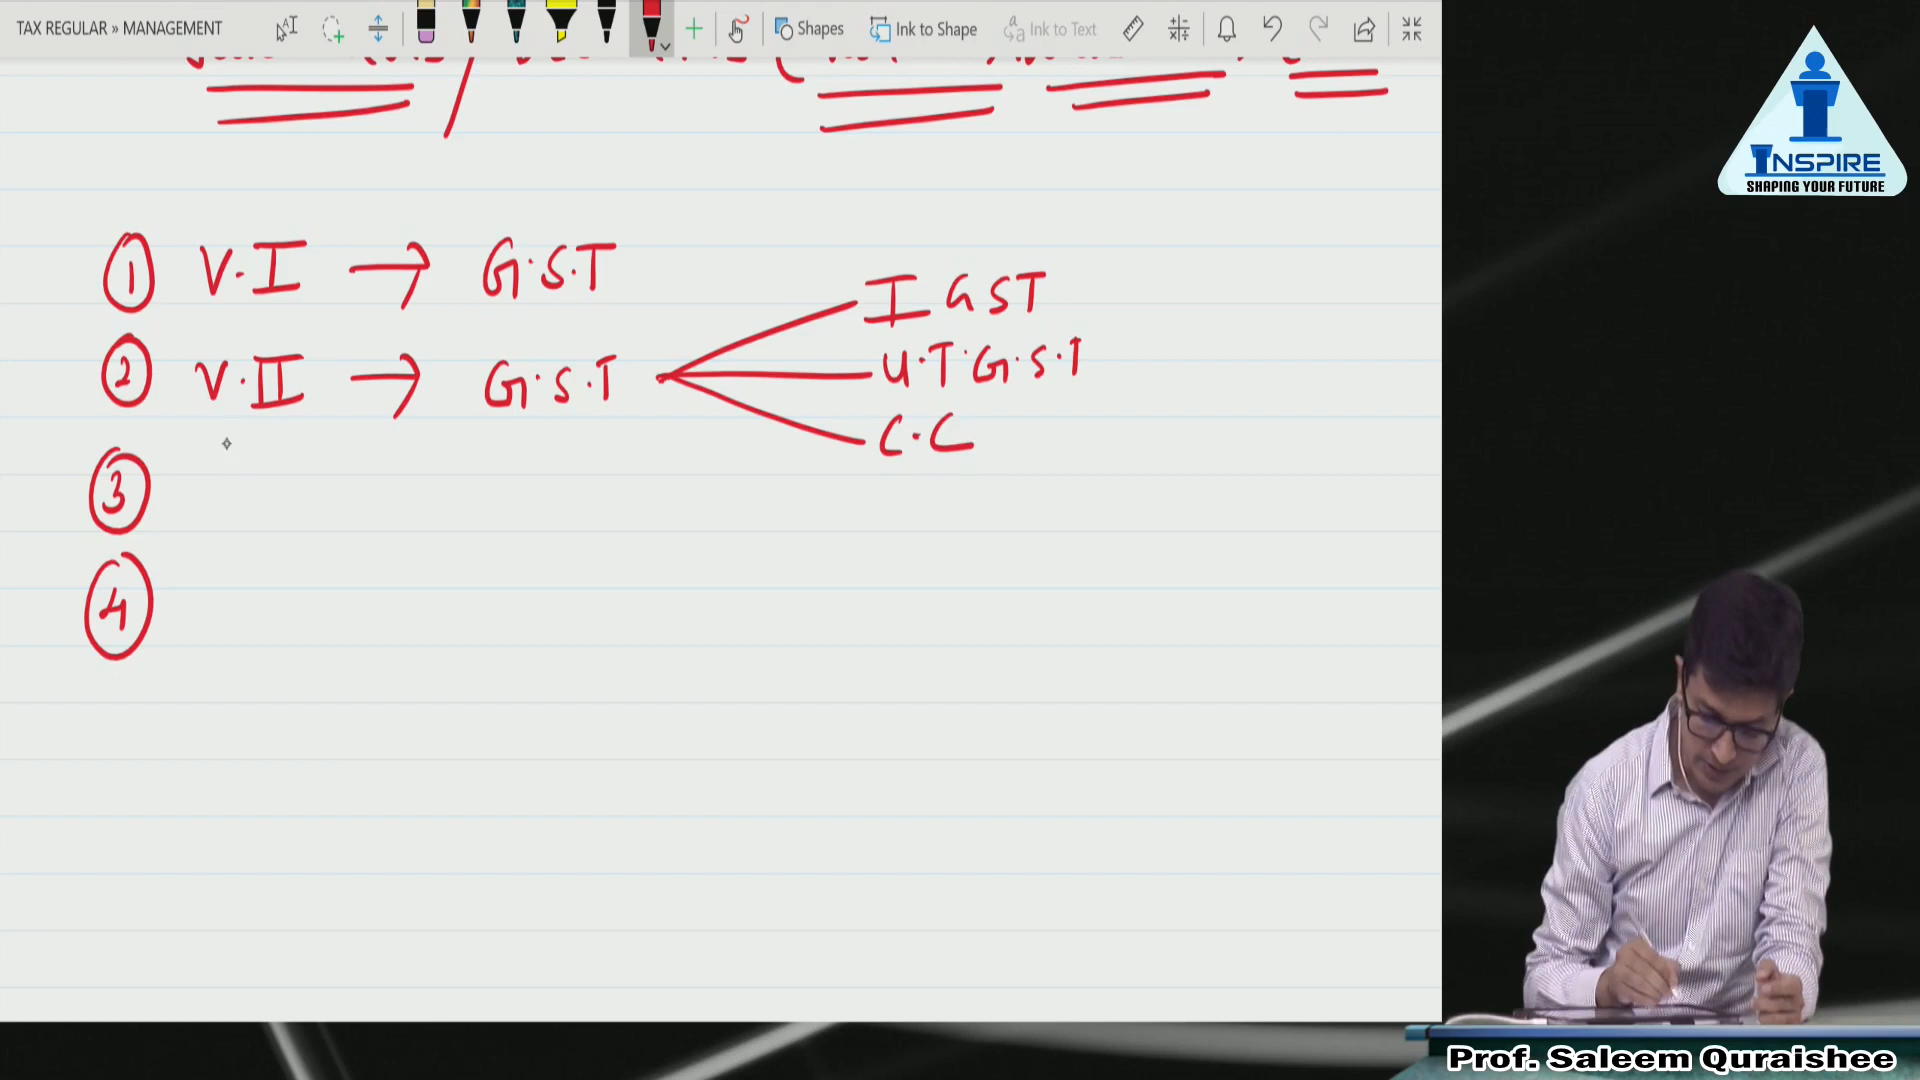 TAX REGULAR » MANAGEMENT
Shapes
Ink to Shape
Ink to Text
INSPIRE
SHAPING YOUR FUTURE
① V.I → G.S.T
② V.II → G.S.T
IGST
U.T.G.S.T
C.C
③
④
Prof. Saleem Quraishee